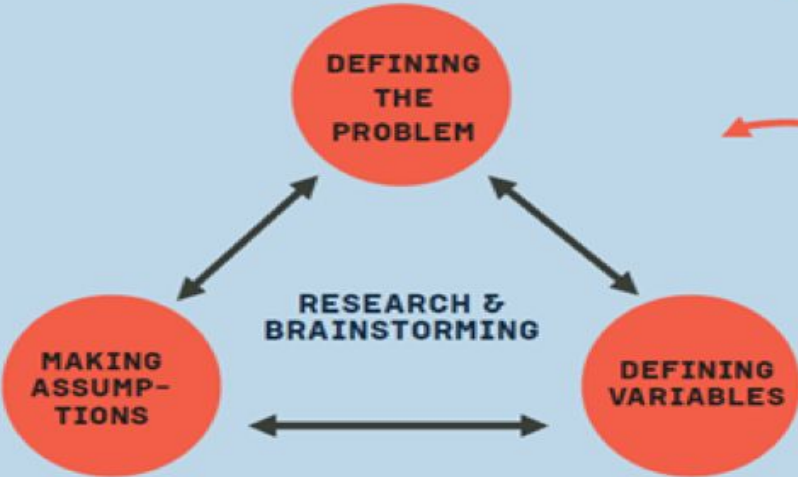 DEFINING
THE
PROBLEM
RESEARCH &
BRAINSTORMING
MAKING
ASSUMP-
TIONS
DEFINING
VARIABLES